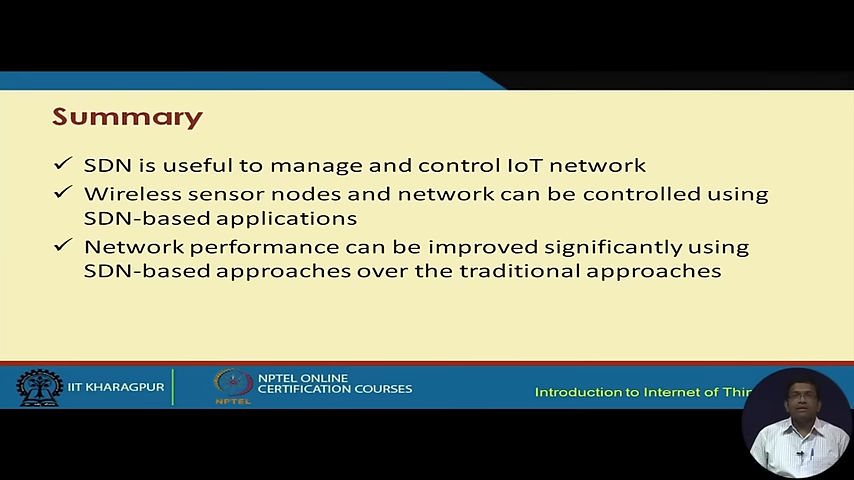 Summary
✓ SDN is useful to manage and control IoT network
✓ Wireless sensor nodes and network can be controlled using
SDN-based applications
✓ Network performance can be improved significantly using
SDN-based approaches over the traditional approaches
IIT KHARAGPUR
NPTEL ONLINE
CERTIFICATION COURSES
NPTEL
Introduction to Internet of